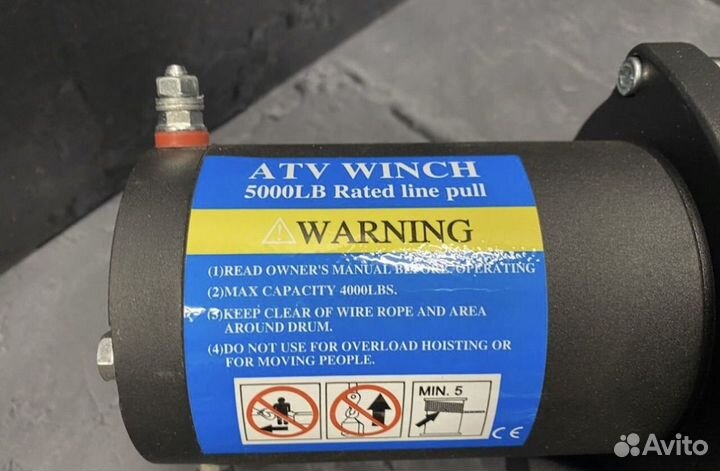 ATV WINCH
5000LB Rated line pull
WARNING
(1)READ OWNER'S MANUAL BEFORE OPERATING
(2)MAX CAPACITY 4000LBS.
(3)KEEP CLEAR OF WIRE ROPE AND AREA
AROUND DRUM.
(4)DO NOT USE FOR OVERLOAD HOISTING OR
FOR MOVING PEOPLE.
MIN. 5
CE
Avito